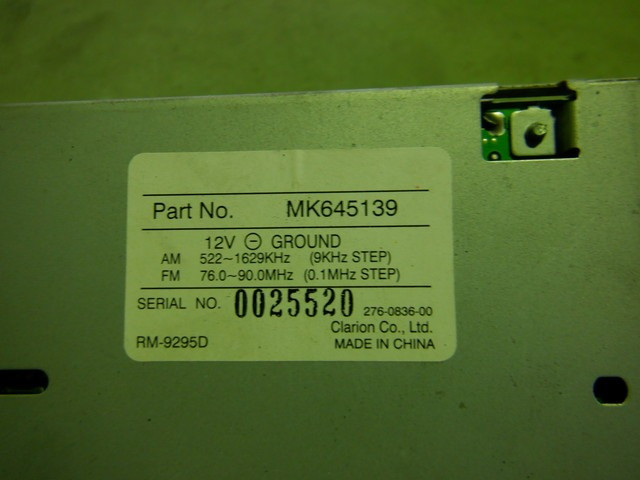 Part No. MK645139
12V ⊖ GROUND
AM 522~1629KHz (9KHz STEP)
FM 76.0~90.0MHz (0.1MHz STEP)
SERIAL NO. 0025520 276-0836-00
Clarion Co., Ltd.
RM-9295D MADE IN CHINA